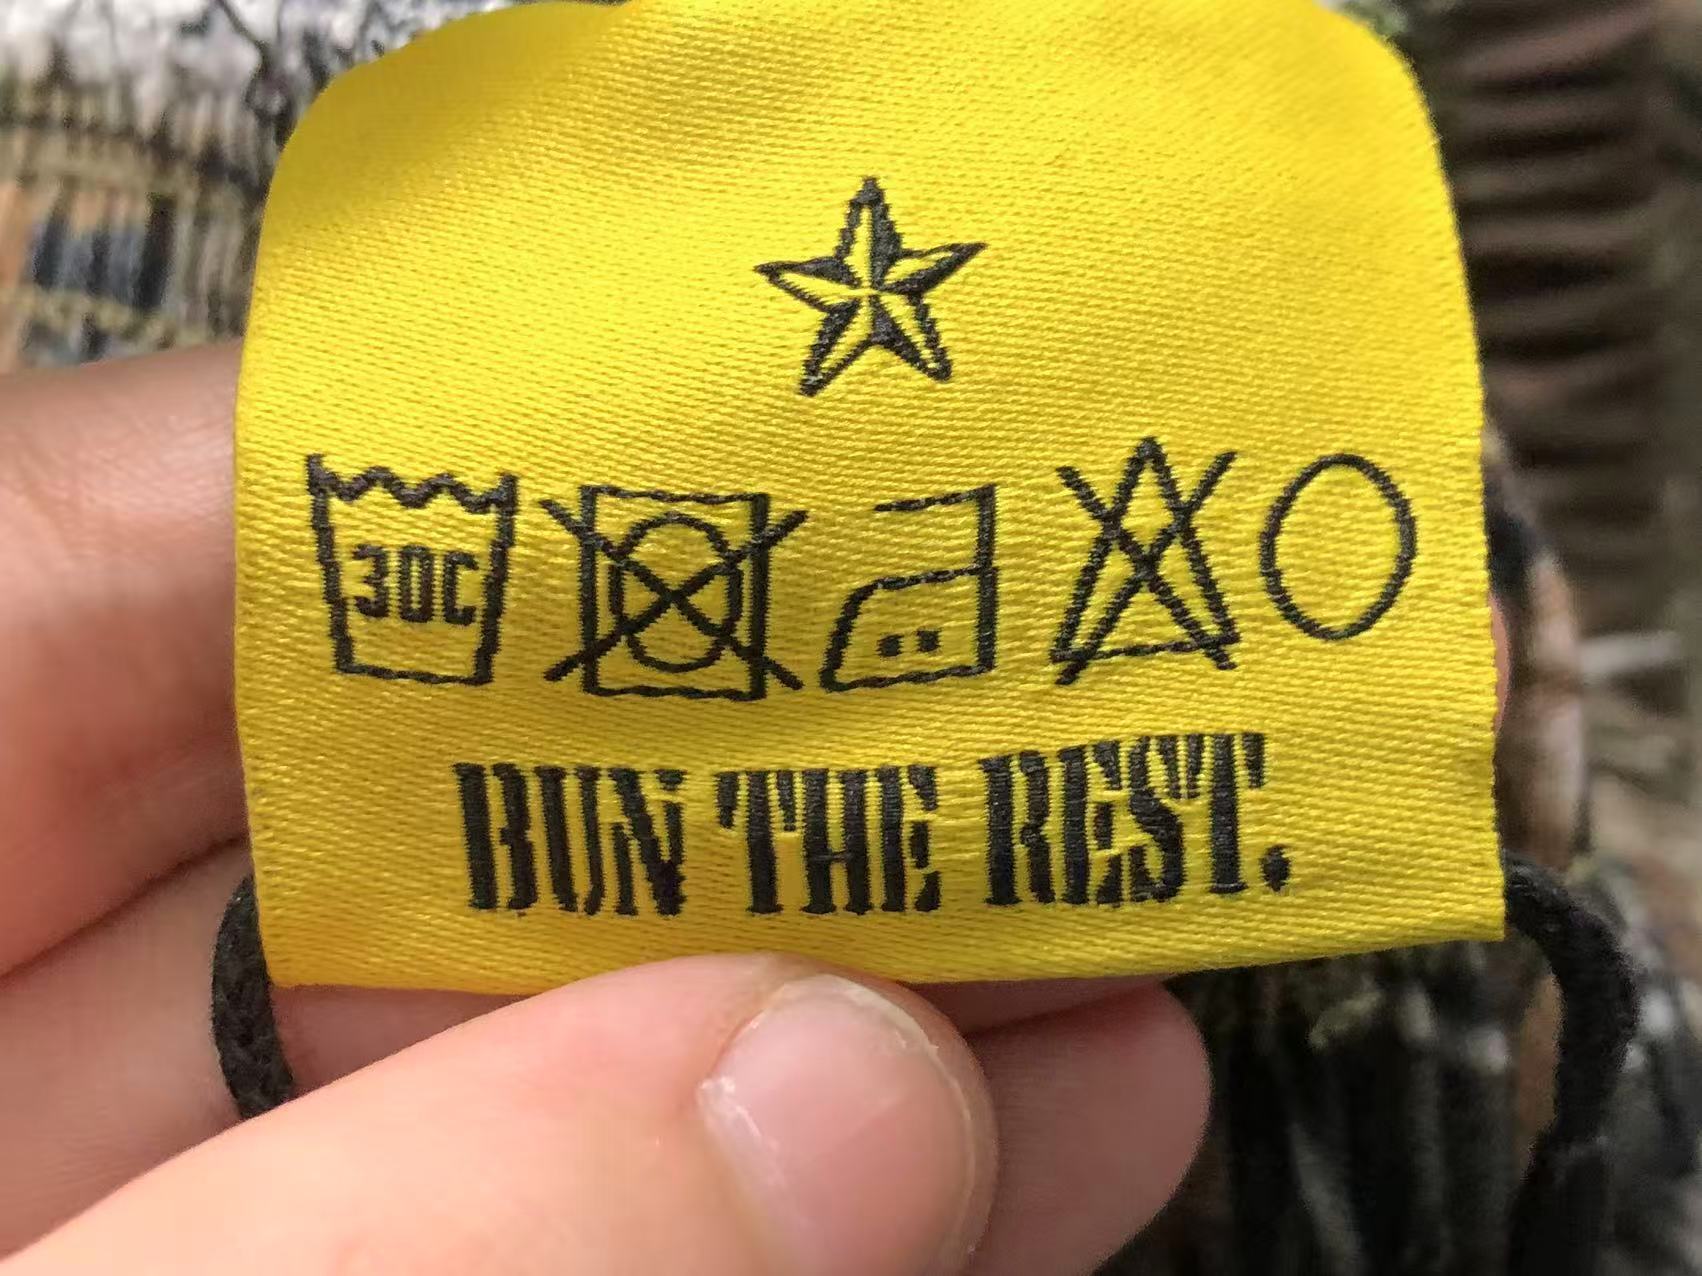 30C
BUN THE REST.